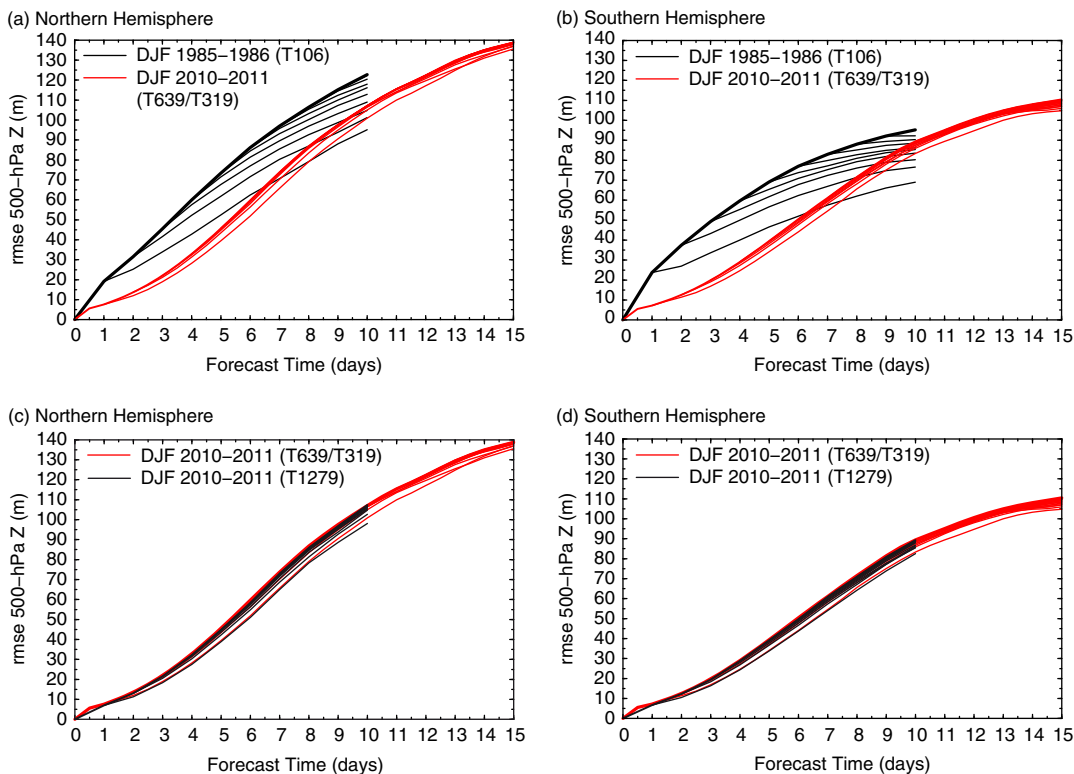 (a) Northern Hemisphere
140
130
120
110
100
90
80
70
60
50
40
30
20
10
0
rmse 500−hPa Z (m)
DJF 1985−1986 (T106)
DJF 2010−2011
(T639/T319)
0 1 2 3 4 5 6 7 8 9 10 11 12 13 14 15
Forecast Time (days)
(b) Southern Hemisphere
140
130
120
110
100
90
80
70
60
50
40
30
20
10
0
rmse 500−hPa Z (m)
DJF 1985−1986 (T106)
DJF 2010−2011 (T639/T319)
0 1 2 3 4 5 6 7 8 9 10 11 12 13 14 15
Forecast Time (days)
(c) Northern Hemisphere
140
130
120
110
100
90
80
70
60
50
40
30
20
10
0
rmse 500−hPa Z (m)
DJF 2010−2011 (T639/T319)
DJF 2010−2011 (T1279)
0 1 2 3 4 5 6 7 8 9 10 11 12 13 14 15
Forecast Time (days)
(d) Southern Hemisphere
140
130
120
110
100
90
80
70
60
50
40
30
20
10
0
rmse 500−hPa Z (m)
DJF 2010−2011 (T639/T319)
DJF 2010−2011 (T1279)
0 1 2 3 4 5 6 7 8 9 10 11 12 13 14 15
Forecast Time (days)